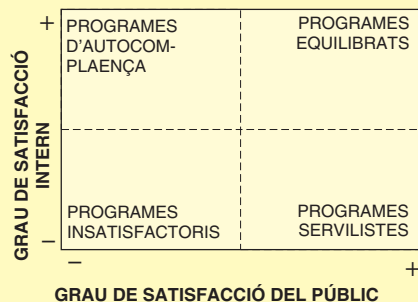 GRAU DE SATISFACCIÓ
INTERN
+
PROGRAMES
D'AUTOCOM-
PLAENÇA
PROGRAMES
EQUILIBRATS
PROGRAMES
INSATISFACTORIS
PROGRAMES
SERVILISTES
–
–
+
GRAU DE SATISFACCIÓ DEL PÚBLIC